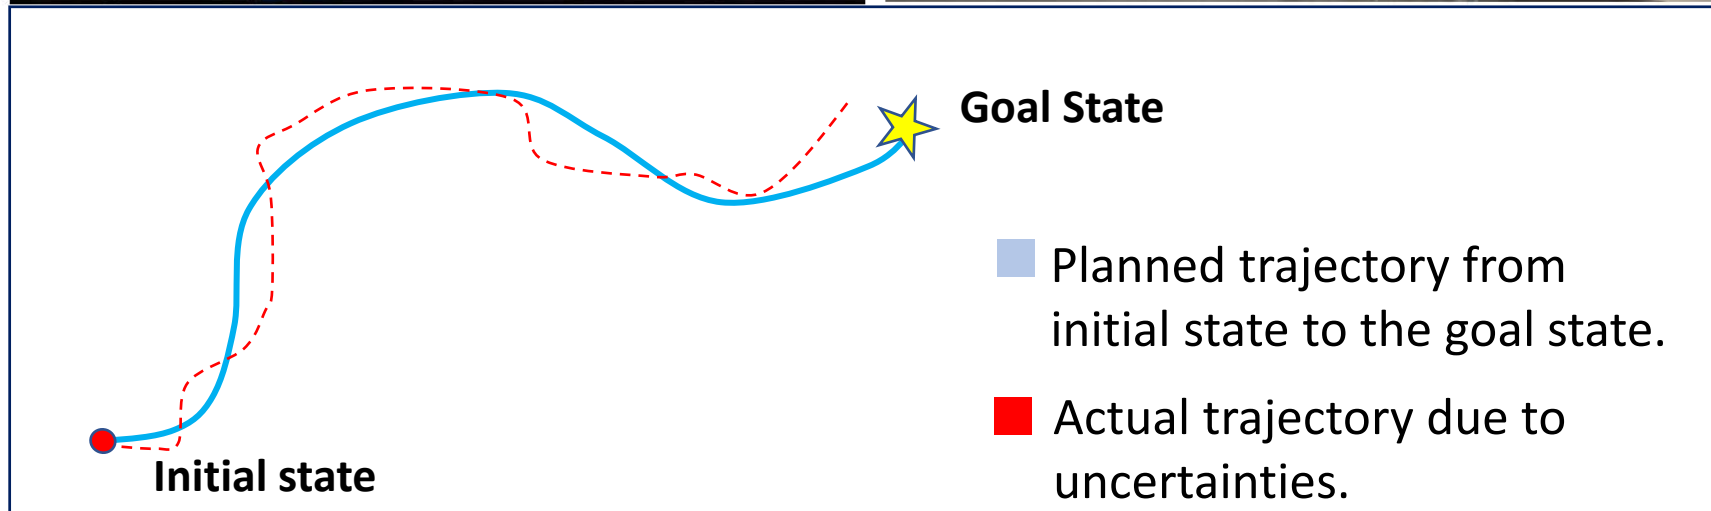 Goal State
Planned trajectory from
initial state to the goal state.
Actual trajectory due to
uncertainties.
Initial state